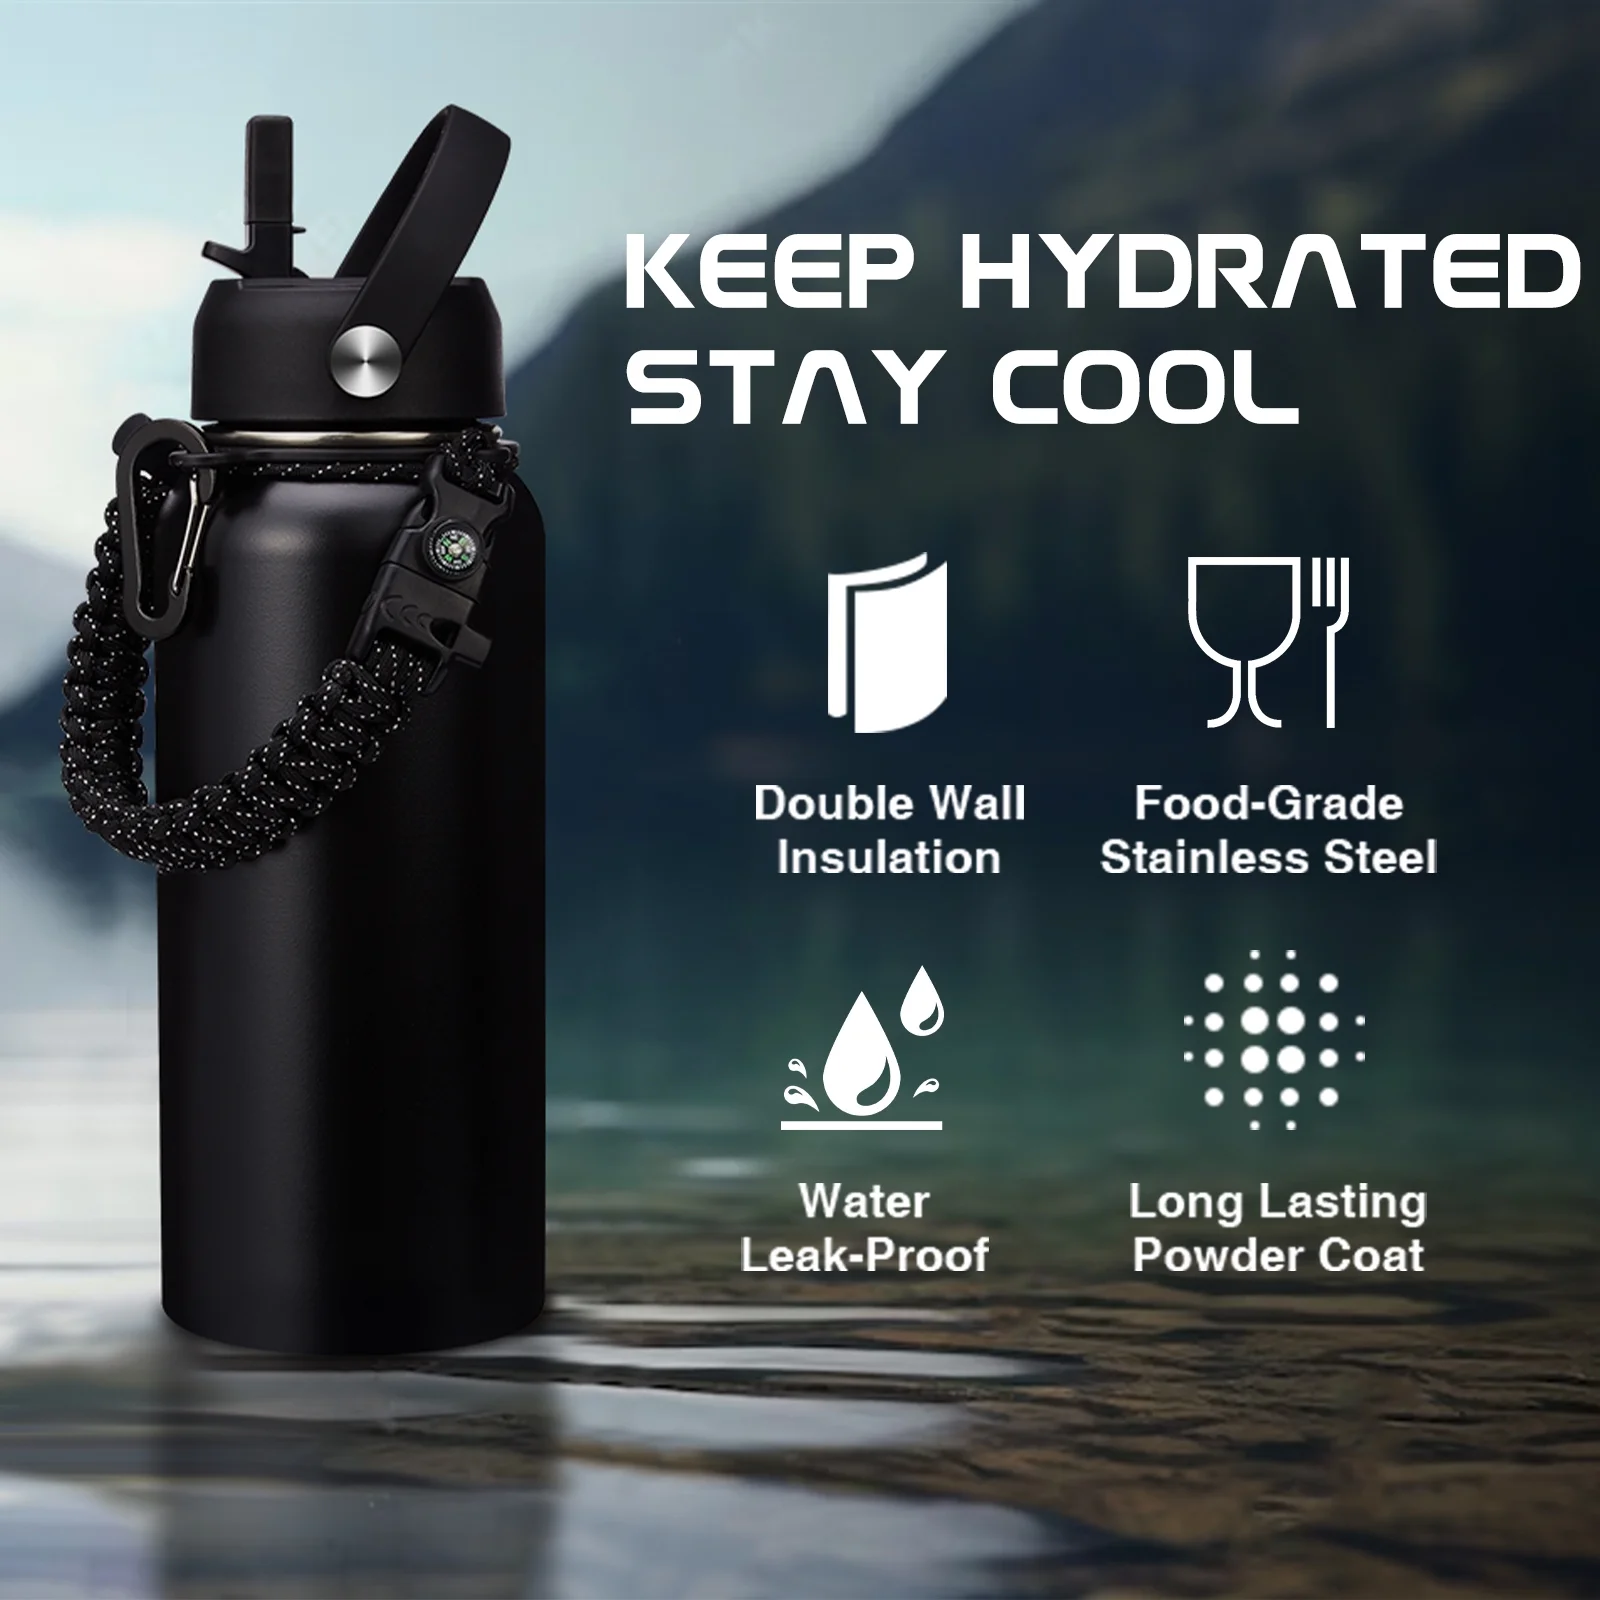 KEEP HYDRATED
STAY COOL
Double Wall
Insulation
Food-Grade
Stainless Steel
Water
Leak-Proof
Long Lasting
Powder Coat